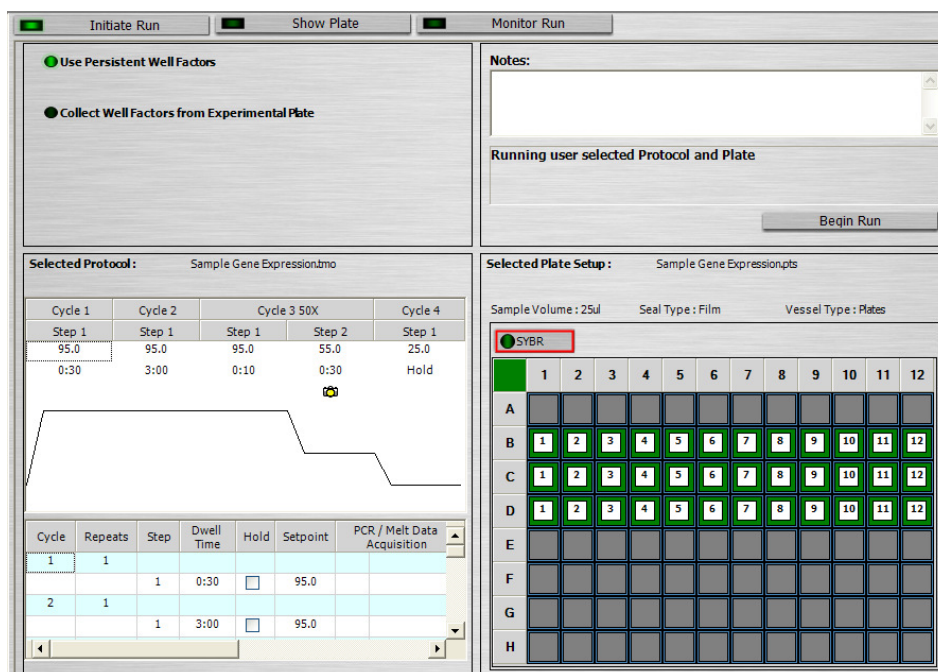 Initiate Run Show Plate Monitor Run
Use Persistent Well Factors
Collect Well Factors from Experimental Plate
Notes:
Running user selected Protocol and Plate
Begin Run
Selected Protocol : Sample Gene Expression.tmo
Cycle 1 Cycle 2 Cycle 3 50X Cycle 4
Step 1 Step 1 Step 1 Step 2 Step 1
95.0 95.0 95.0 55.0 25.0
0:30 3:00 0:10 0:30 Hold
Cycle Repeats Step Dwell Time Hold Setpoint PCR / Melt Data Acquisition
1 1
1 0:30 95.0
2 1
1 3:00 95.0
Selected Plate Setup : Sample Gene Expression.pts
Sample Volume : 25ul Seal Type : Film Vessel Type : Plates
SYBR
1 2 3 4 5 6 7 8 9 10 11 12
A
B 1 2 3 4 5 6 7 8 9 10 11 12
C 1 2 3 4 5 6 7 8 9 10 11 12
D 1 2 3 4 5 6 7 8 9 10 11 12
E
F
G
H